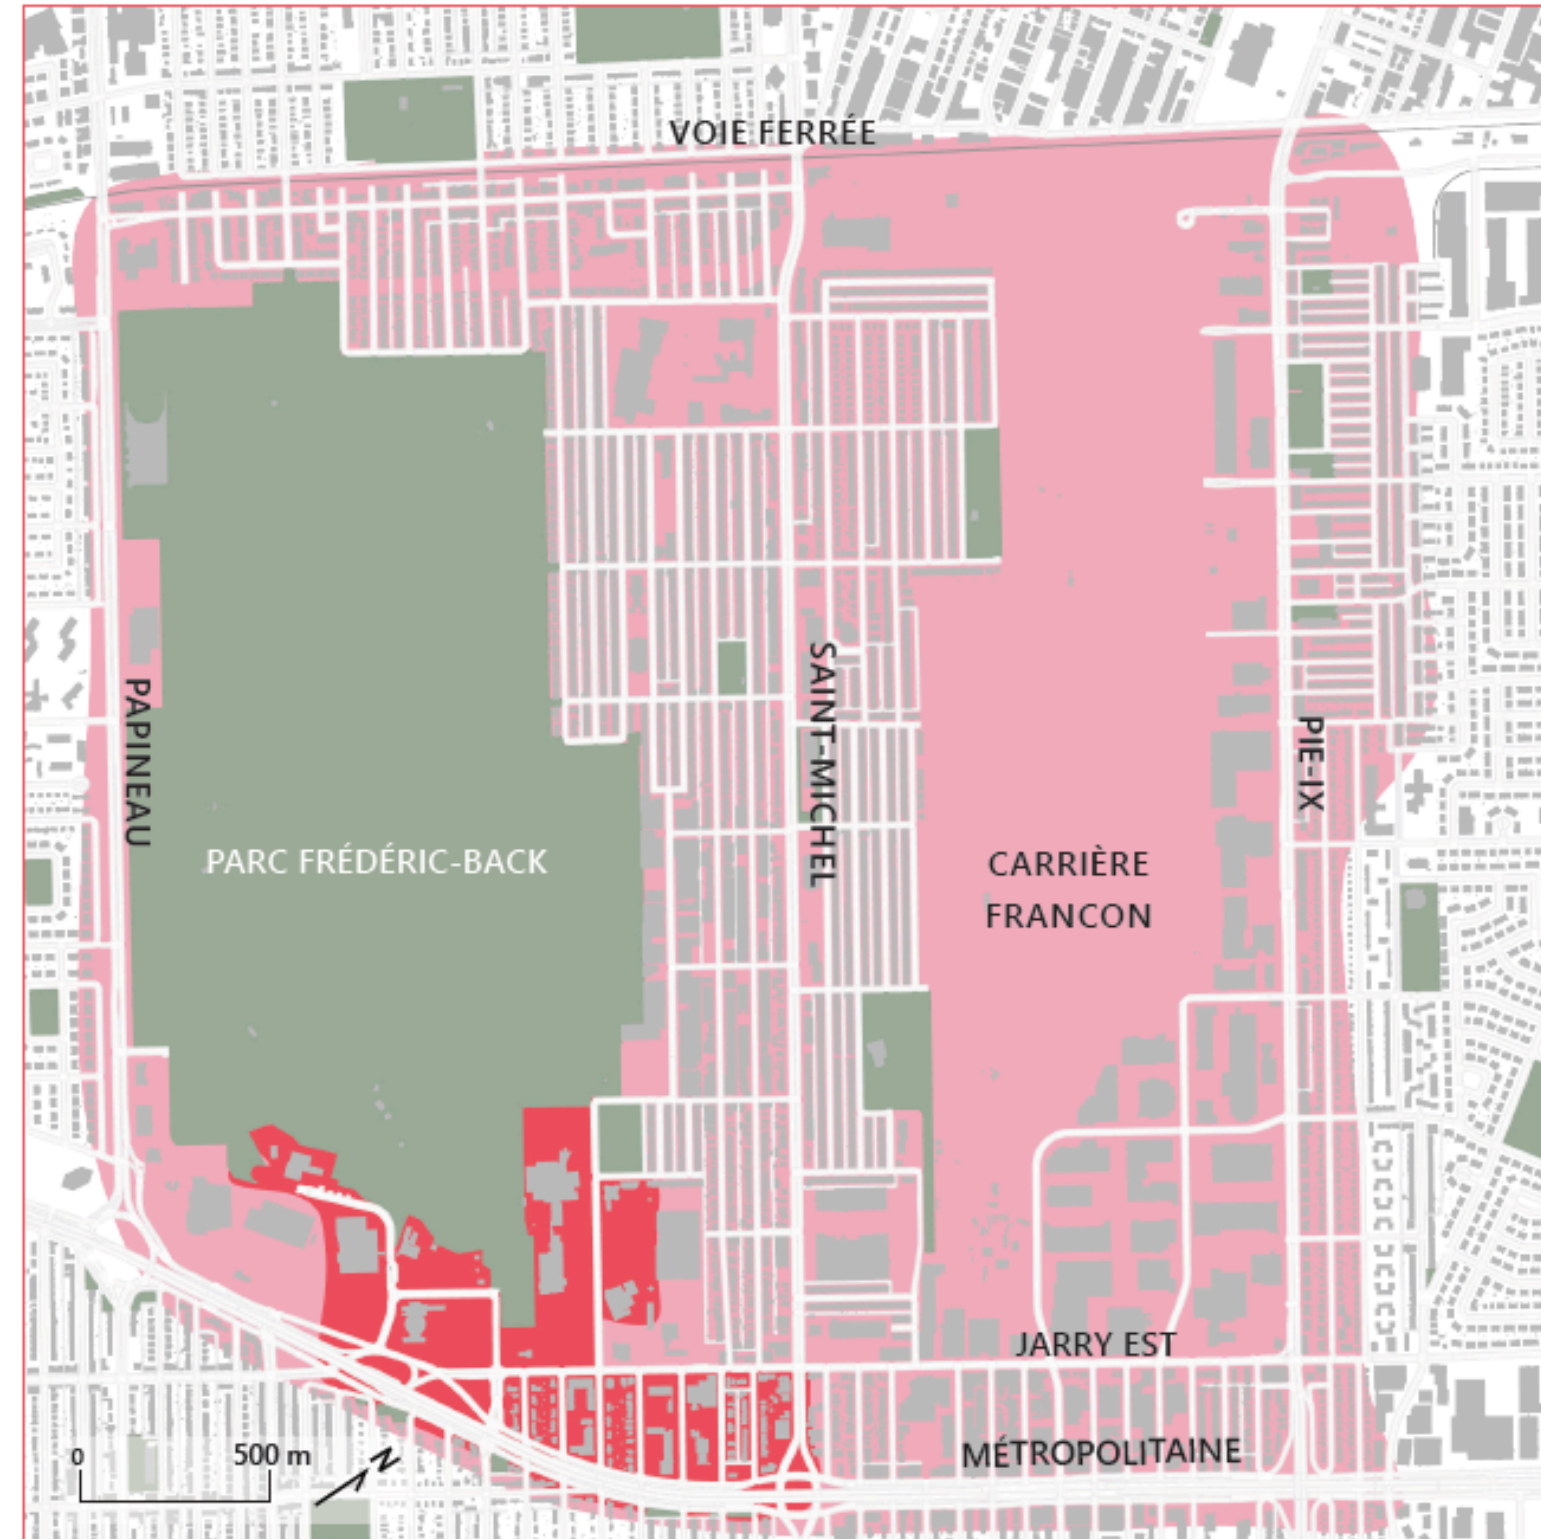 VOIE FERRÉE
PAPINEAU
SAINT-MICHEL
PIE-IX
PARC FRÉDÉRIC-BACK
CARRIÈRE
FRANCON
JARRY EST
MÉTROPOLITAINE
0 500 m
N